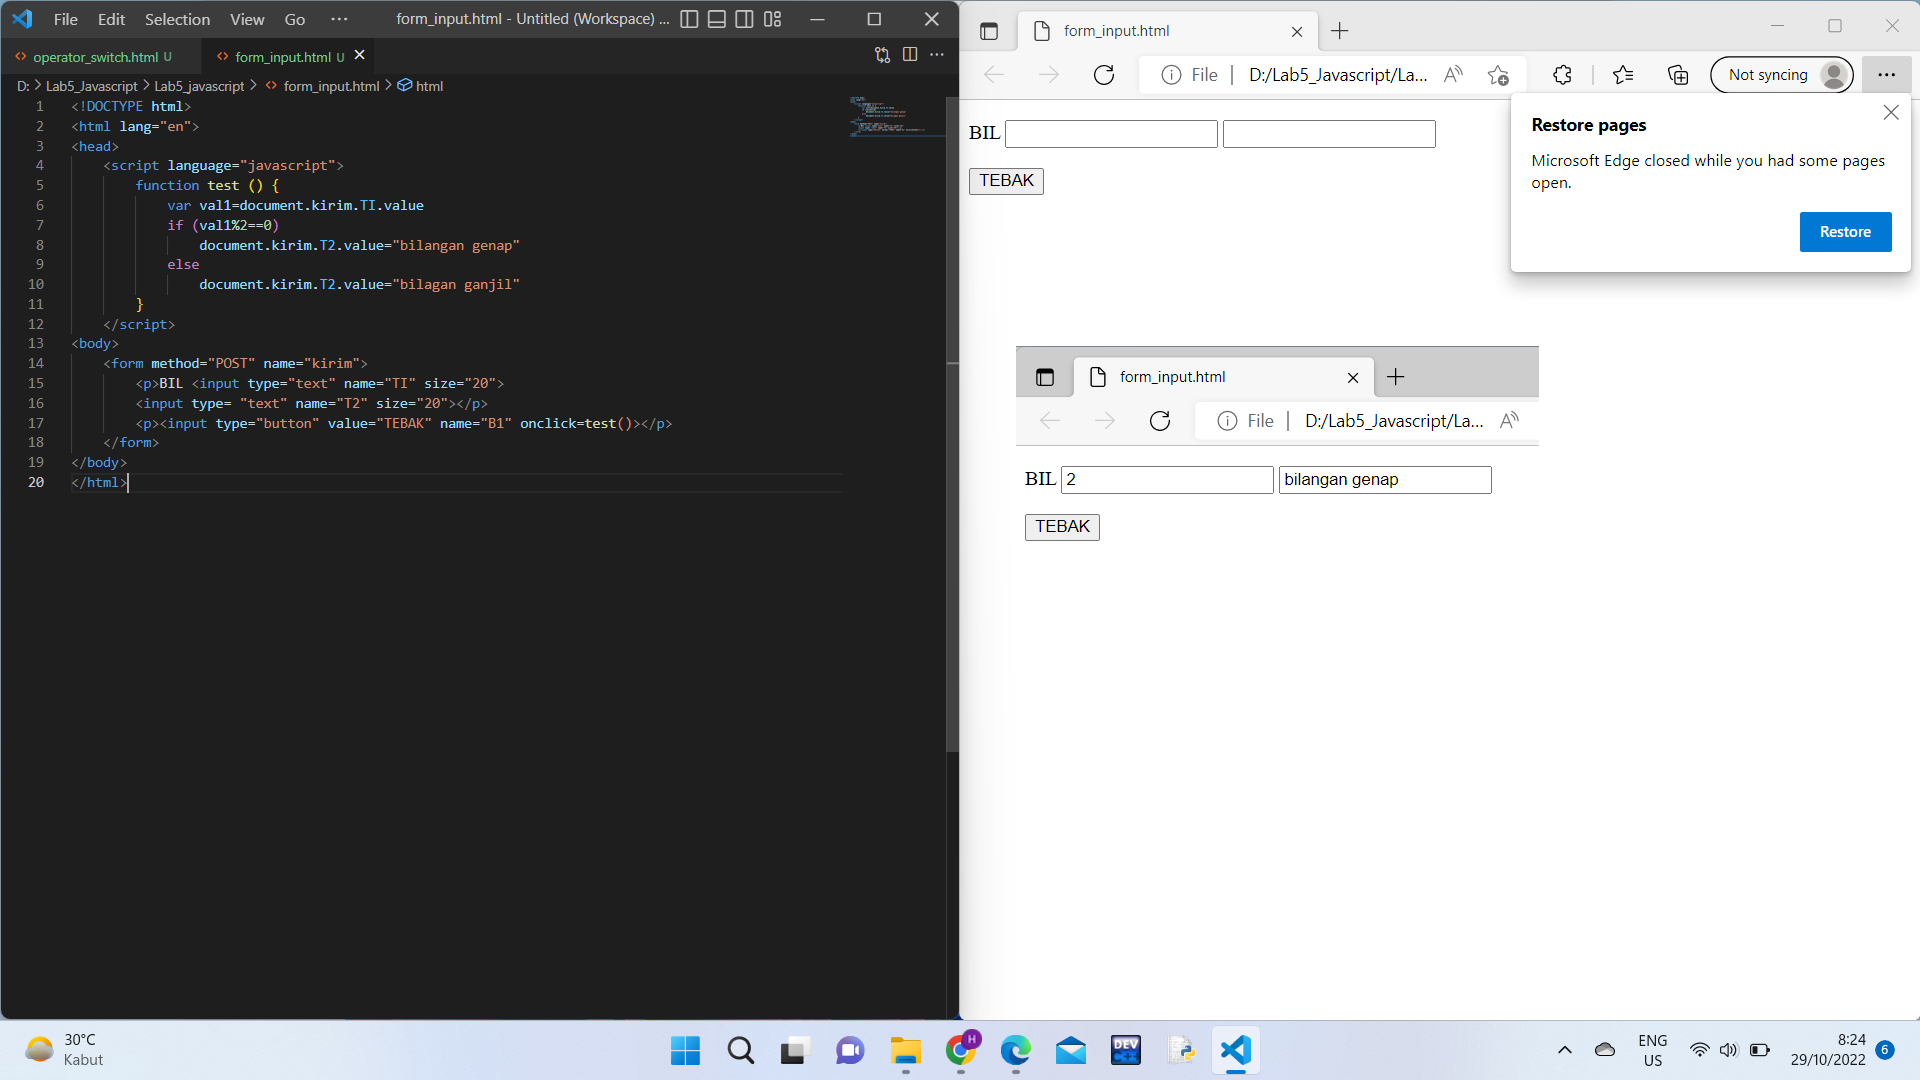 File Edit Selection View Go ··· form_input.html - Untitled (Workspace) ...
operator_switch.html U form_input.html U
D: > Lab5_Javascript > Lab5_javascript > form_input.html > html
1 <!DOCTYPE html>
2 <html lang="en">
3 <head>
4 <script language="javascript">
5 function test () {
6 var val1=document.kirim.TI.value
7 if (val1%2==0)
8 document.kirim.T2.value="bilangan genap"
9 else
10 document.kirim.T2.value="bilagan ganjil"
11 }
12 </script>
13 <body>
14 <form method="POST" name="kirim">
15 <p>BIL <input type="text" name="TI" size="20">
16 <input type= "text" name="T2" size="20"></p>
17 <p><input type="button" value="TEBAK" name="B1" onclick=test()></p>
18 </form>
19 </body>
20 </html>
form_input.html
File D:/Lab5_Javascript/La... Not syncing
BIL
TEBAK
Restore pages
Microsoft Edge closed while you had some pages
open.
Restore
form_input.html
File D:/Lab5_Javascript/La...
BIL 2 bilangan genap
TEBAK
30°C
Kabut
H
DEV
C++
ENG
US
8:24
29/10/2022
6